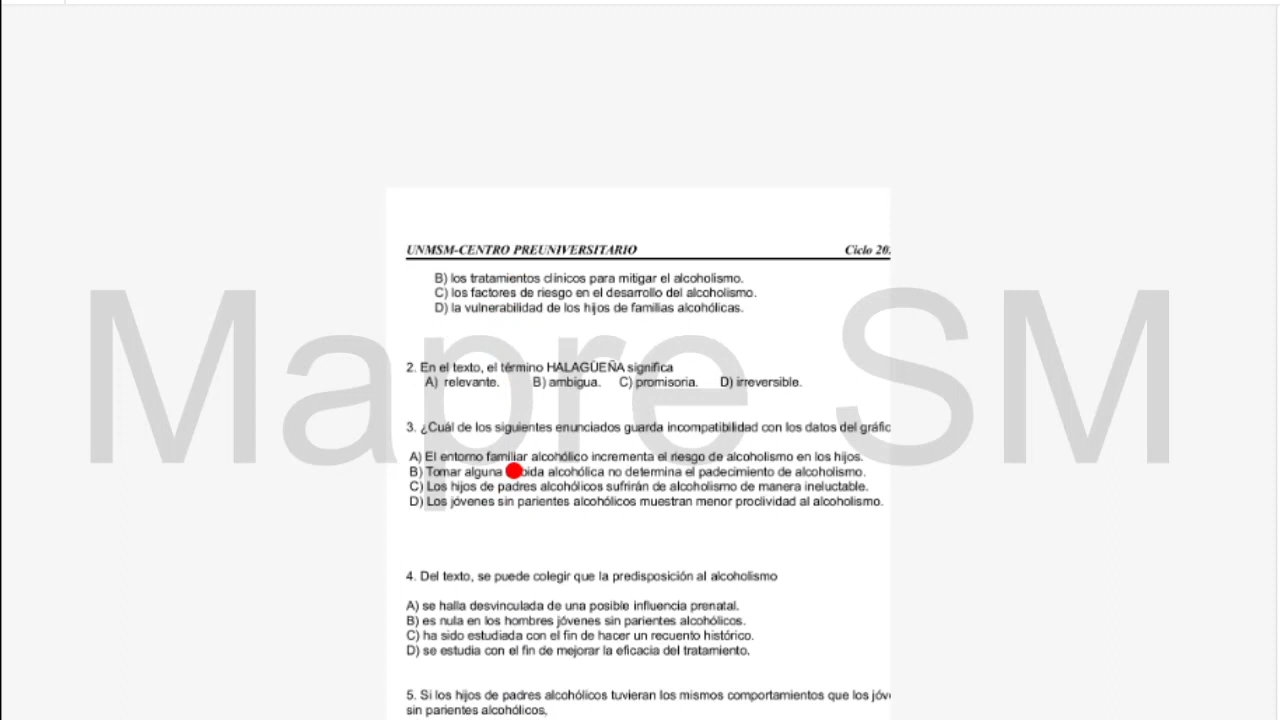 UNMSM-CENTRO PREUNIVERSITARIO Ciclo 20
B) los tratamientos clínicos para mitigar el alcoholismo.
C) los factores de riesgo en el desarrollo del alcoholismo.
D) la vulnerabilidad de los hijos de familias alcohólicas.
Mapre SM
2. En el texto, el término HALAGÜEÑA significa
A) relevante. B) ambigua. C) promisoria. D) irreversible.
3. ¿Cuál de los siguientes enunciados guarda incompatibilidad con los datos del gráfic
A) El entorno familiar alcohólico incrementa el riesgo de alcoholismo en los hijos.
B) Tomar alguna bida alcohólica no determina el padecimiento de alcoholismo.
C) Los hijos de padres alcohólicos sufrirán de alcoholismo de manera ineluctable.
D) Los jóvenes sin parientes alcohólicos muestran menor proclividad al alcoholismo.
4. Del texto, se puede colegir que la predisposición al alcoholismo
A) se halla desvinculada de una posible influencia prenatal.
B) es nula en los hombres jóvenes sin parientes alcohólicos.
C) ha sido estudiada con el fin de hacer un recuento histórico.
D) se estudia con el fin de mejorar la eficacia del tratamiento.
5. Si los hijos de padres alcohólicos tuvieran los mismos comportamientos que los jóv
sin parientes alcohólicos,